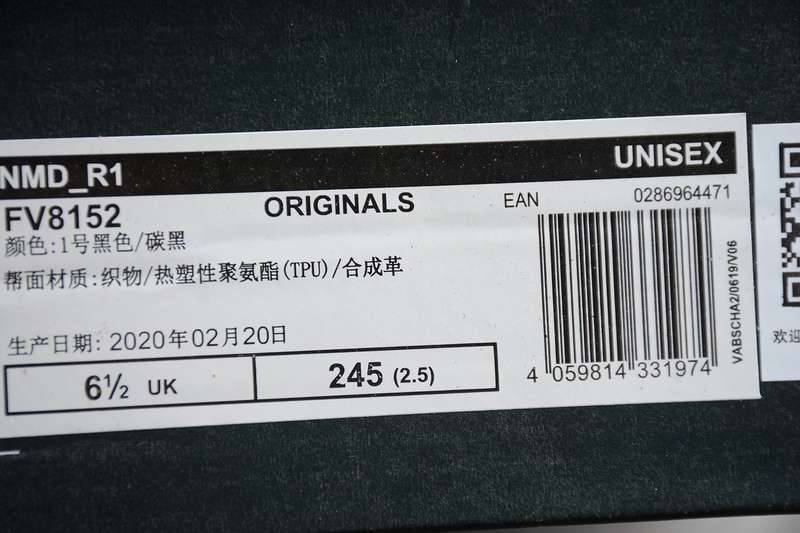 NMD_R1
UNISEX
FV8152
ORIGINALS
EAN
0286964471
颜色:1号黑色/碳黑
帮面材质:织物/热塑性聚氨酯(TPU)/合成革
生产日期: 2020年02月20日
6½ UK
245 (2.5)
4 059814 331974
VABSCHA2/0619/V06
欢迎